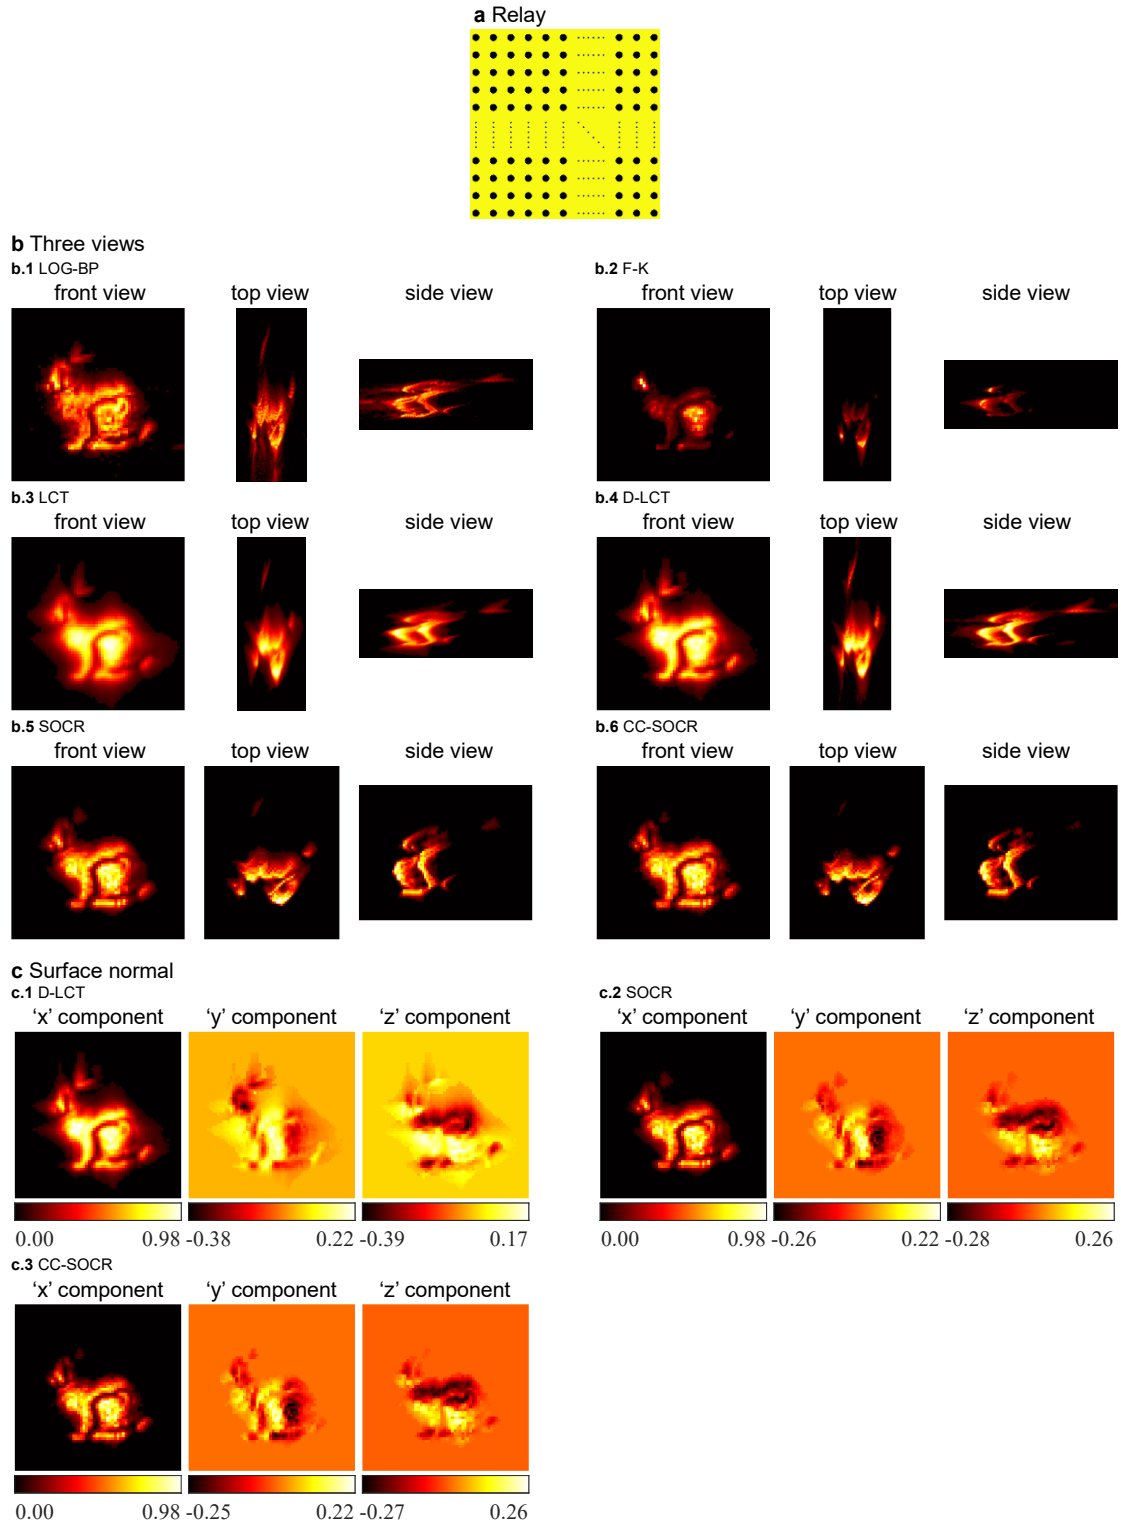 a Relay
b Three views
b.1 LOG-BP
front view top view side view
b.2 F-K
front view top view side view
b.3 LCT
front view top view side view
b.4 D-LCT
front view top view side view
b.5 SOCR
front view top view side view
b.6 CC-SOCR
front view top view side view
c Surface normal
c.1 D-LCT
‘x’ component ‘y’ component ‘z’ component
0.00 0.98 -0.38 0.22 -0.39 0.17
c.2 SOCR
‘x’ component ‘y’ component ‘z’ component
0.00 0.98 -0.26 0.22 -0.28 0.26
c.3 CC-SOCR
‘x’ component ‘y’ component ‘z’ component
0.00 0.98 -0.25 0.22 -0.27 0.26